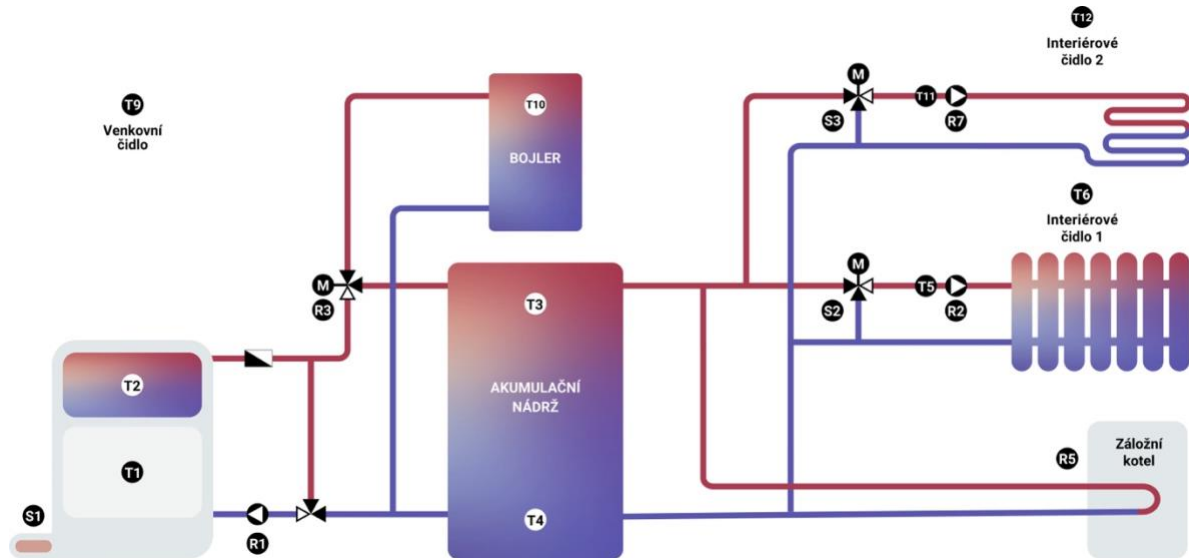 T12
Interiérové
čidlo 2
T9
Venkovní
čidlo
T10
BOJLER
M
S3
T11
R7
T6
Interiérové
čidlo 1
M
R3
M
S2
T5
R2
T3
AKUMULAČNÍ
NÁDRŽ
T4
T2
T1
S1
R1
R5
Záložní
kotel